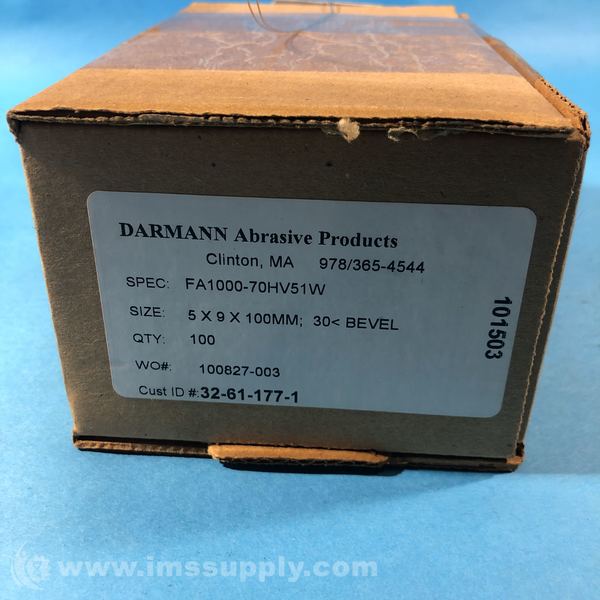 DARMANN Abrasive Products
Clinton, MA 978/365-4544
SPEC: FA1000-70HV51W
SIZE: 5 X 9 X 100MM; 30< BEVEL
QTY: 100
WO#: 100827-003
Cust ID #:32-61-177-1
101503
www.imssupply.com